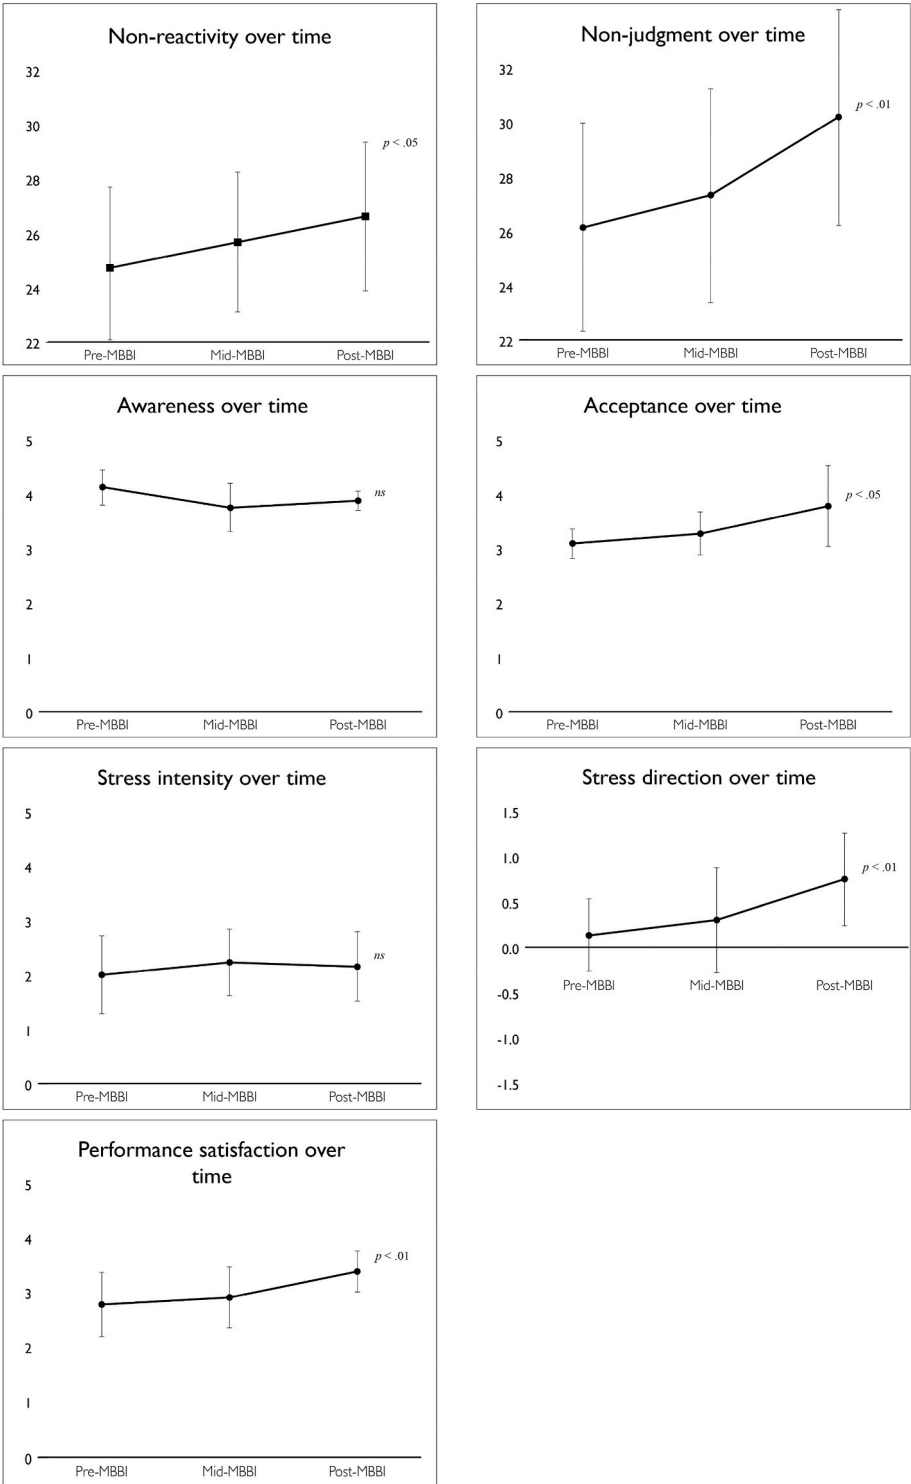 Non-reactivity over time
32
30
p < .05
28
26
24
22
Pre-MBBI Mid-MBBI Post-MBBI
Non-judgment over time
32
p < .01
30
28
26
24
22
Pre-MBBI Mid-MBBI Post-MBBI
Awareness over time
5
4
ns
3
2
1
0
Pre-MBBI Mid-MBBI Post-MBBI
Acceptance over time
5
4
p < .05
3
2
1
0
Pre-MBBI Mid-MBBI Post-MBBI
Stress intensity over time
5
4
3
ns
2
1
0
Pre-MBBI Mid-MBBI Post-MBBI
Stress direction over time
1.5
1.0
p < .01
0.5
0.0
Pre-MBBI Mid-MBBI Post-MBBI
-0.5
-1.0
-1.5
Performance satisfaction over
time
5
4
p < .01
3
2
1
0
Pre-MBBI Mid-MBBI Post-MBBI